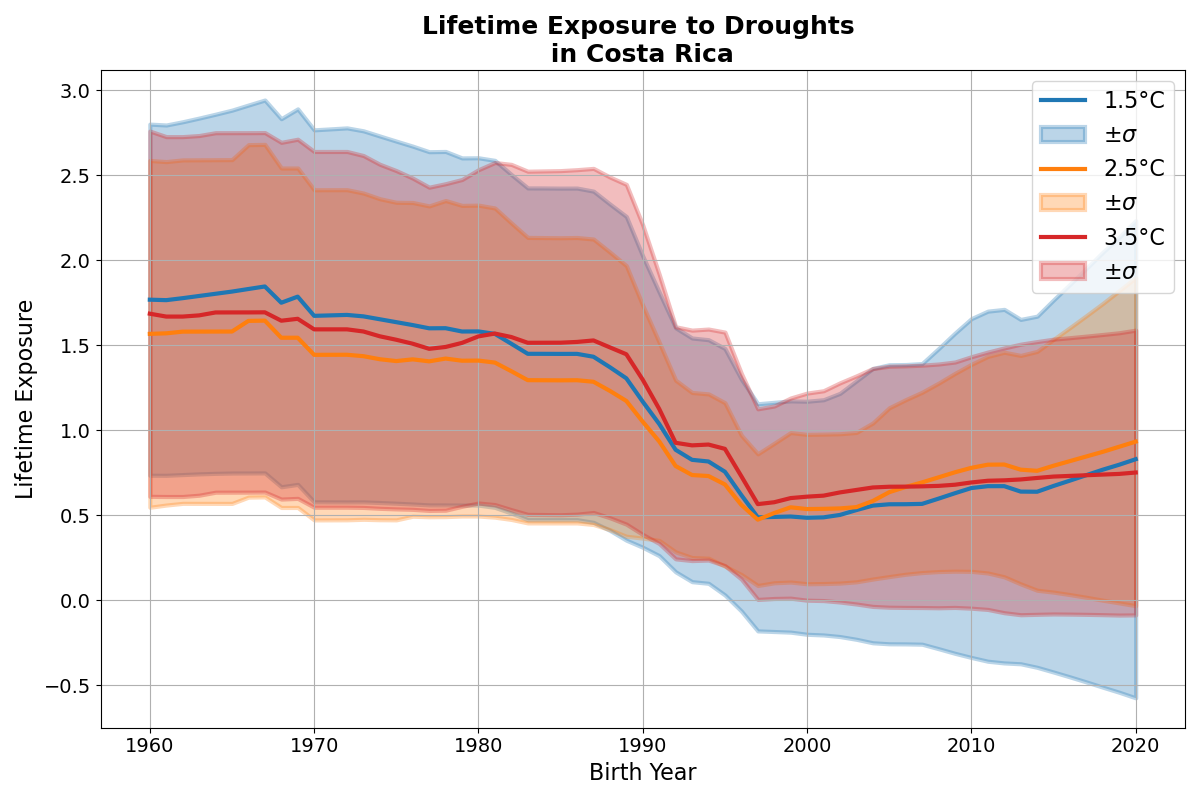 Lifetime Exposure to Droughts
in Costa Rica
3.0
2.5
2.0
1.5
1.0
0.5
0.0
−0.5
Lifetime Exposure
1.5°C
±σ
2.5°C
±σ
3.5°C
±σ
1960 1970 1980 1990 2000 2010 2020
Birth Year